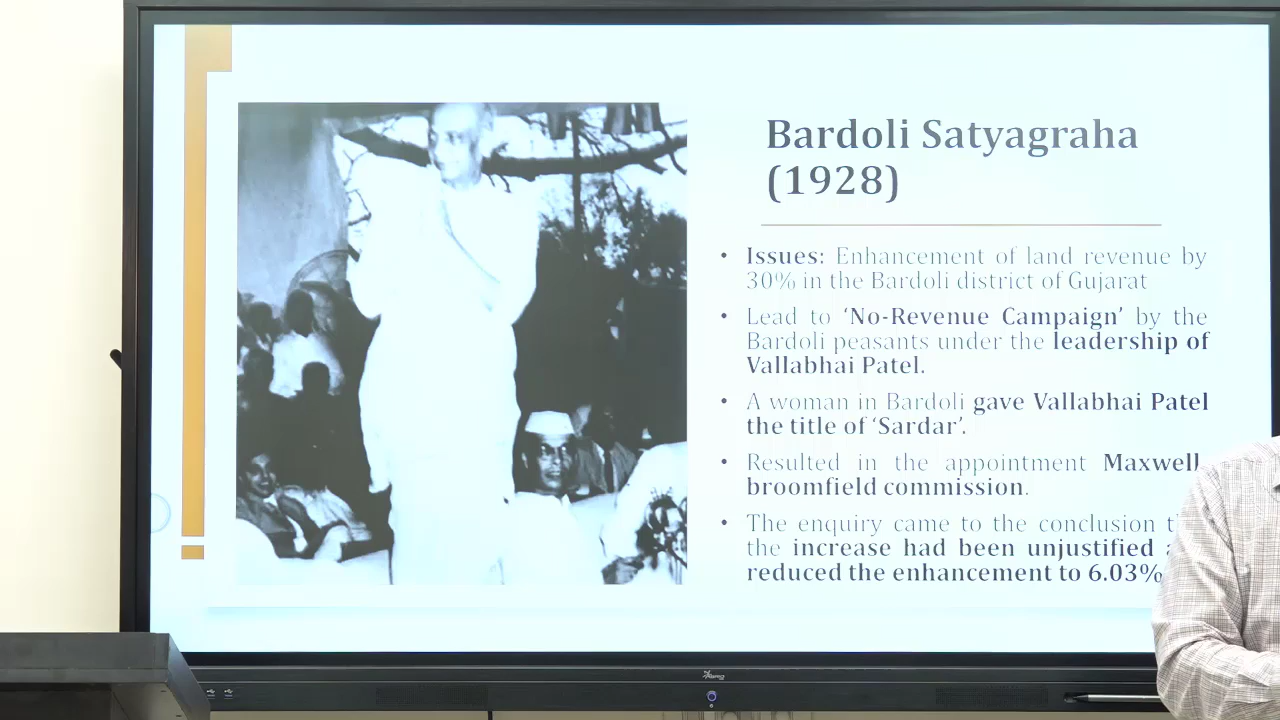 Bardoli Satyagraha
(1928)
• Issues: Enhancement of land revenue by
30% in the Bardoli district of Gujarat
• Lead to ‘No-Revenue Campaign’ by the
Bardoli peasants under the leadership of
Vallabhai Patel.
• A woman in Bardoli gave Vallabhai Patel
the title of ‘Sardar’.
• Resulted in the appointment Maxwell
broomfield commission.
• The enquiry came to the conclusion
the increase had been unjustified
reduced the enhancement to 6.03%